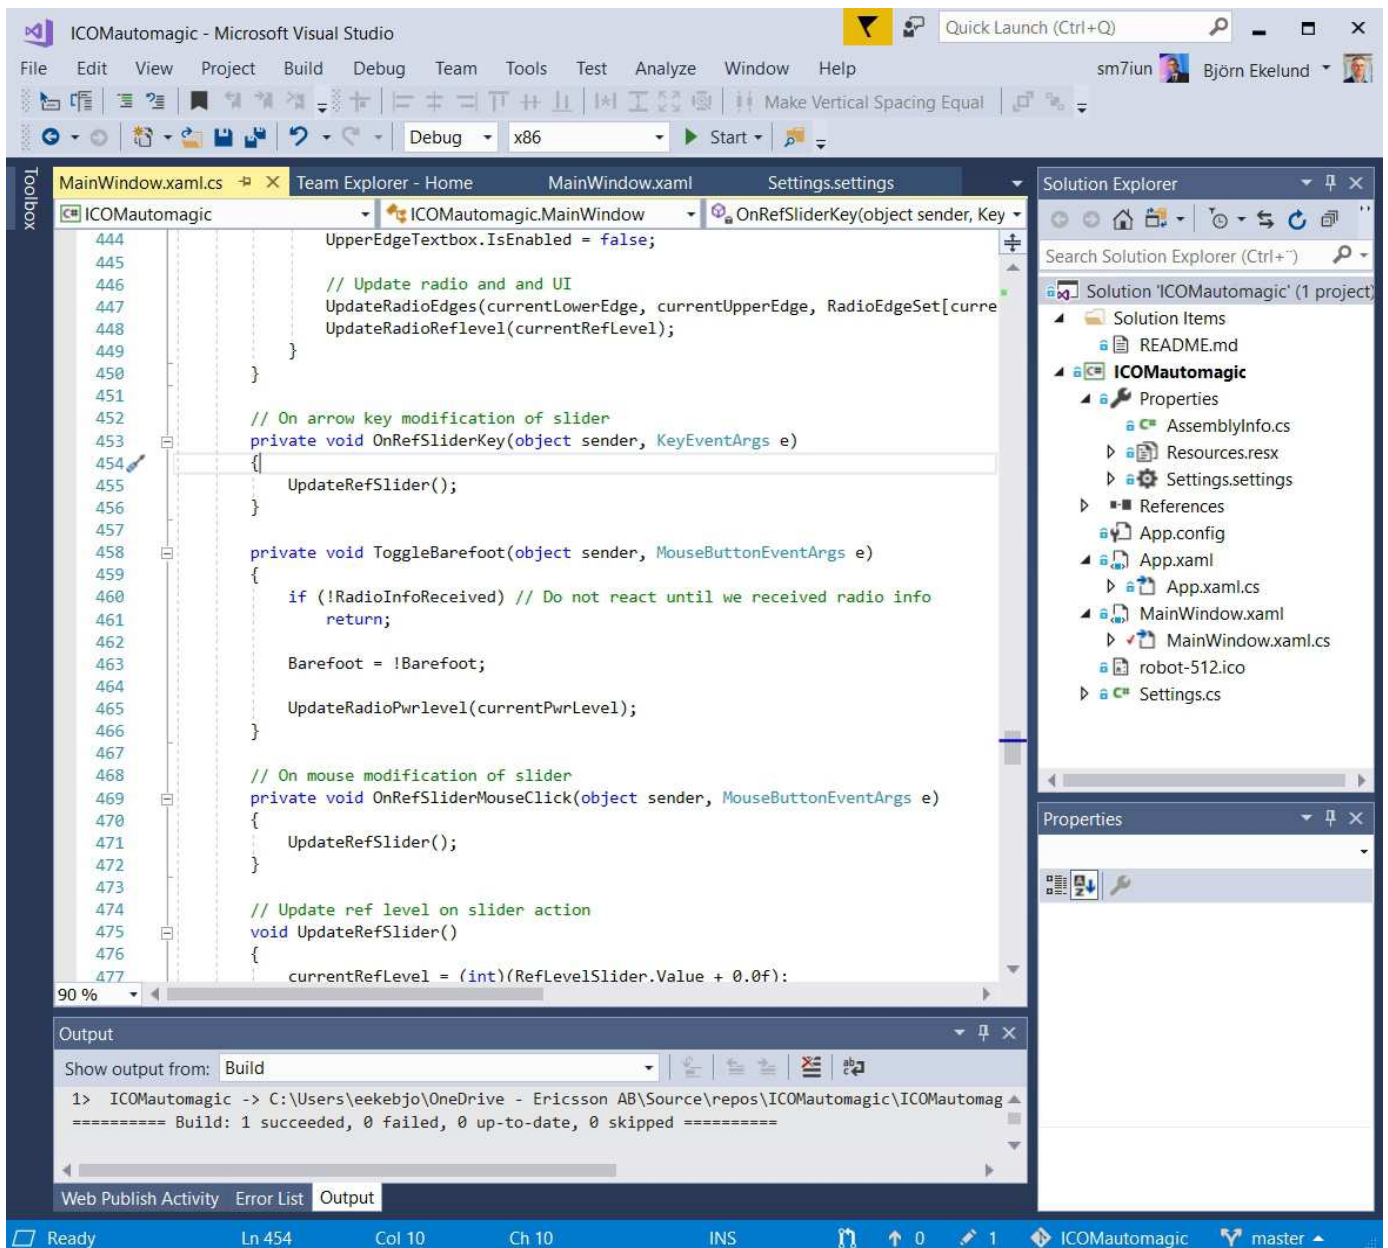 ICOMautomagic - Microsoft Visual Studio
Quick Launch (Ctrl+Q)
File Edit View Project Build Debug Team Tools Test Analyze Window Help
sm7iun Björn Ekelund
Make Vertical Spacing Equal
Debug x86 Start
Toolbox
MainWindow.xaml.cs Team Explorer - Home MainWindow.xaml Settings.settings
ICOMautomagic ICOMautomagic.MainWindow OnRefSliderKey(object sender, Key
444 UpperEdgeTextbox.IsEnabled = false;
445
446 // Update radio and and UI
447 UpdateRadioEdges(currentLowerEdge, currentUpperEdge, RadioEdgeSet[curre
448 UpdateRadioReflevel(currentRefLevel);
449 }
450 }
451
452 // On arrow key modification of slider
453 private void OnRefSliderKey(object sender, KeyEventArgs e)
454 {
455 UpdateRefSlider();
456 }
457
458 private void ToggleBarefoot(object sender, MouseButtonEventArgs e)
459 {
460 if (!RadioInfoReceived) // Do not react until we received radio info
461 return;
462
463 Barefoot = !Barefoot;
464
465 UpdateRadioPwrlevel(currentPwrLevel);
466 }
467
468 // On mouse modification of slider
469 private void OnRefSliderMouseClick(object sender, MouseButtonEventArgs e)
470 {
471 UpdateRefSlider();
472 }
473
474 // Update ref level on slider action
475 void UpdateRefSlider()
476 {
477 currentRefLevel = (int)(RefLevelSlider.Value + 0.0f);
90 %
Solution Explorer
Search Solution Explorer (Ctrl+¨)
Solution 'ICOMautomagic' (1 project)
Solution Items
README.md
C# ICOMautomagic
Properties
C# AssemblyInfo.cs
Resources.resx
Settings.settings
References
App.config
App.xaml
App.xaml.cs
MainWindow.xaml
MainWindow.xaml.cs
robot-512.ico
C# Settings.cs
Properties
Output
Show output from: Build
1> ICOMautomagic -> C:\Users\eekebjo\OneDrive - Ericsson AB\Source\repos\ICOMautomagic\ICOMautomag
========== Build: 1 succeeded, 0 failed, 0 up-to-date, 0 skipped ==========
Web Publish Activity Error List Output
Ready Ln 454 Col 10 Ch 10 INS 0 1 ICOMautomagic master